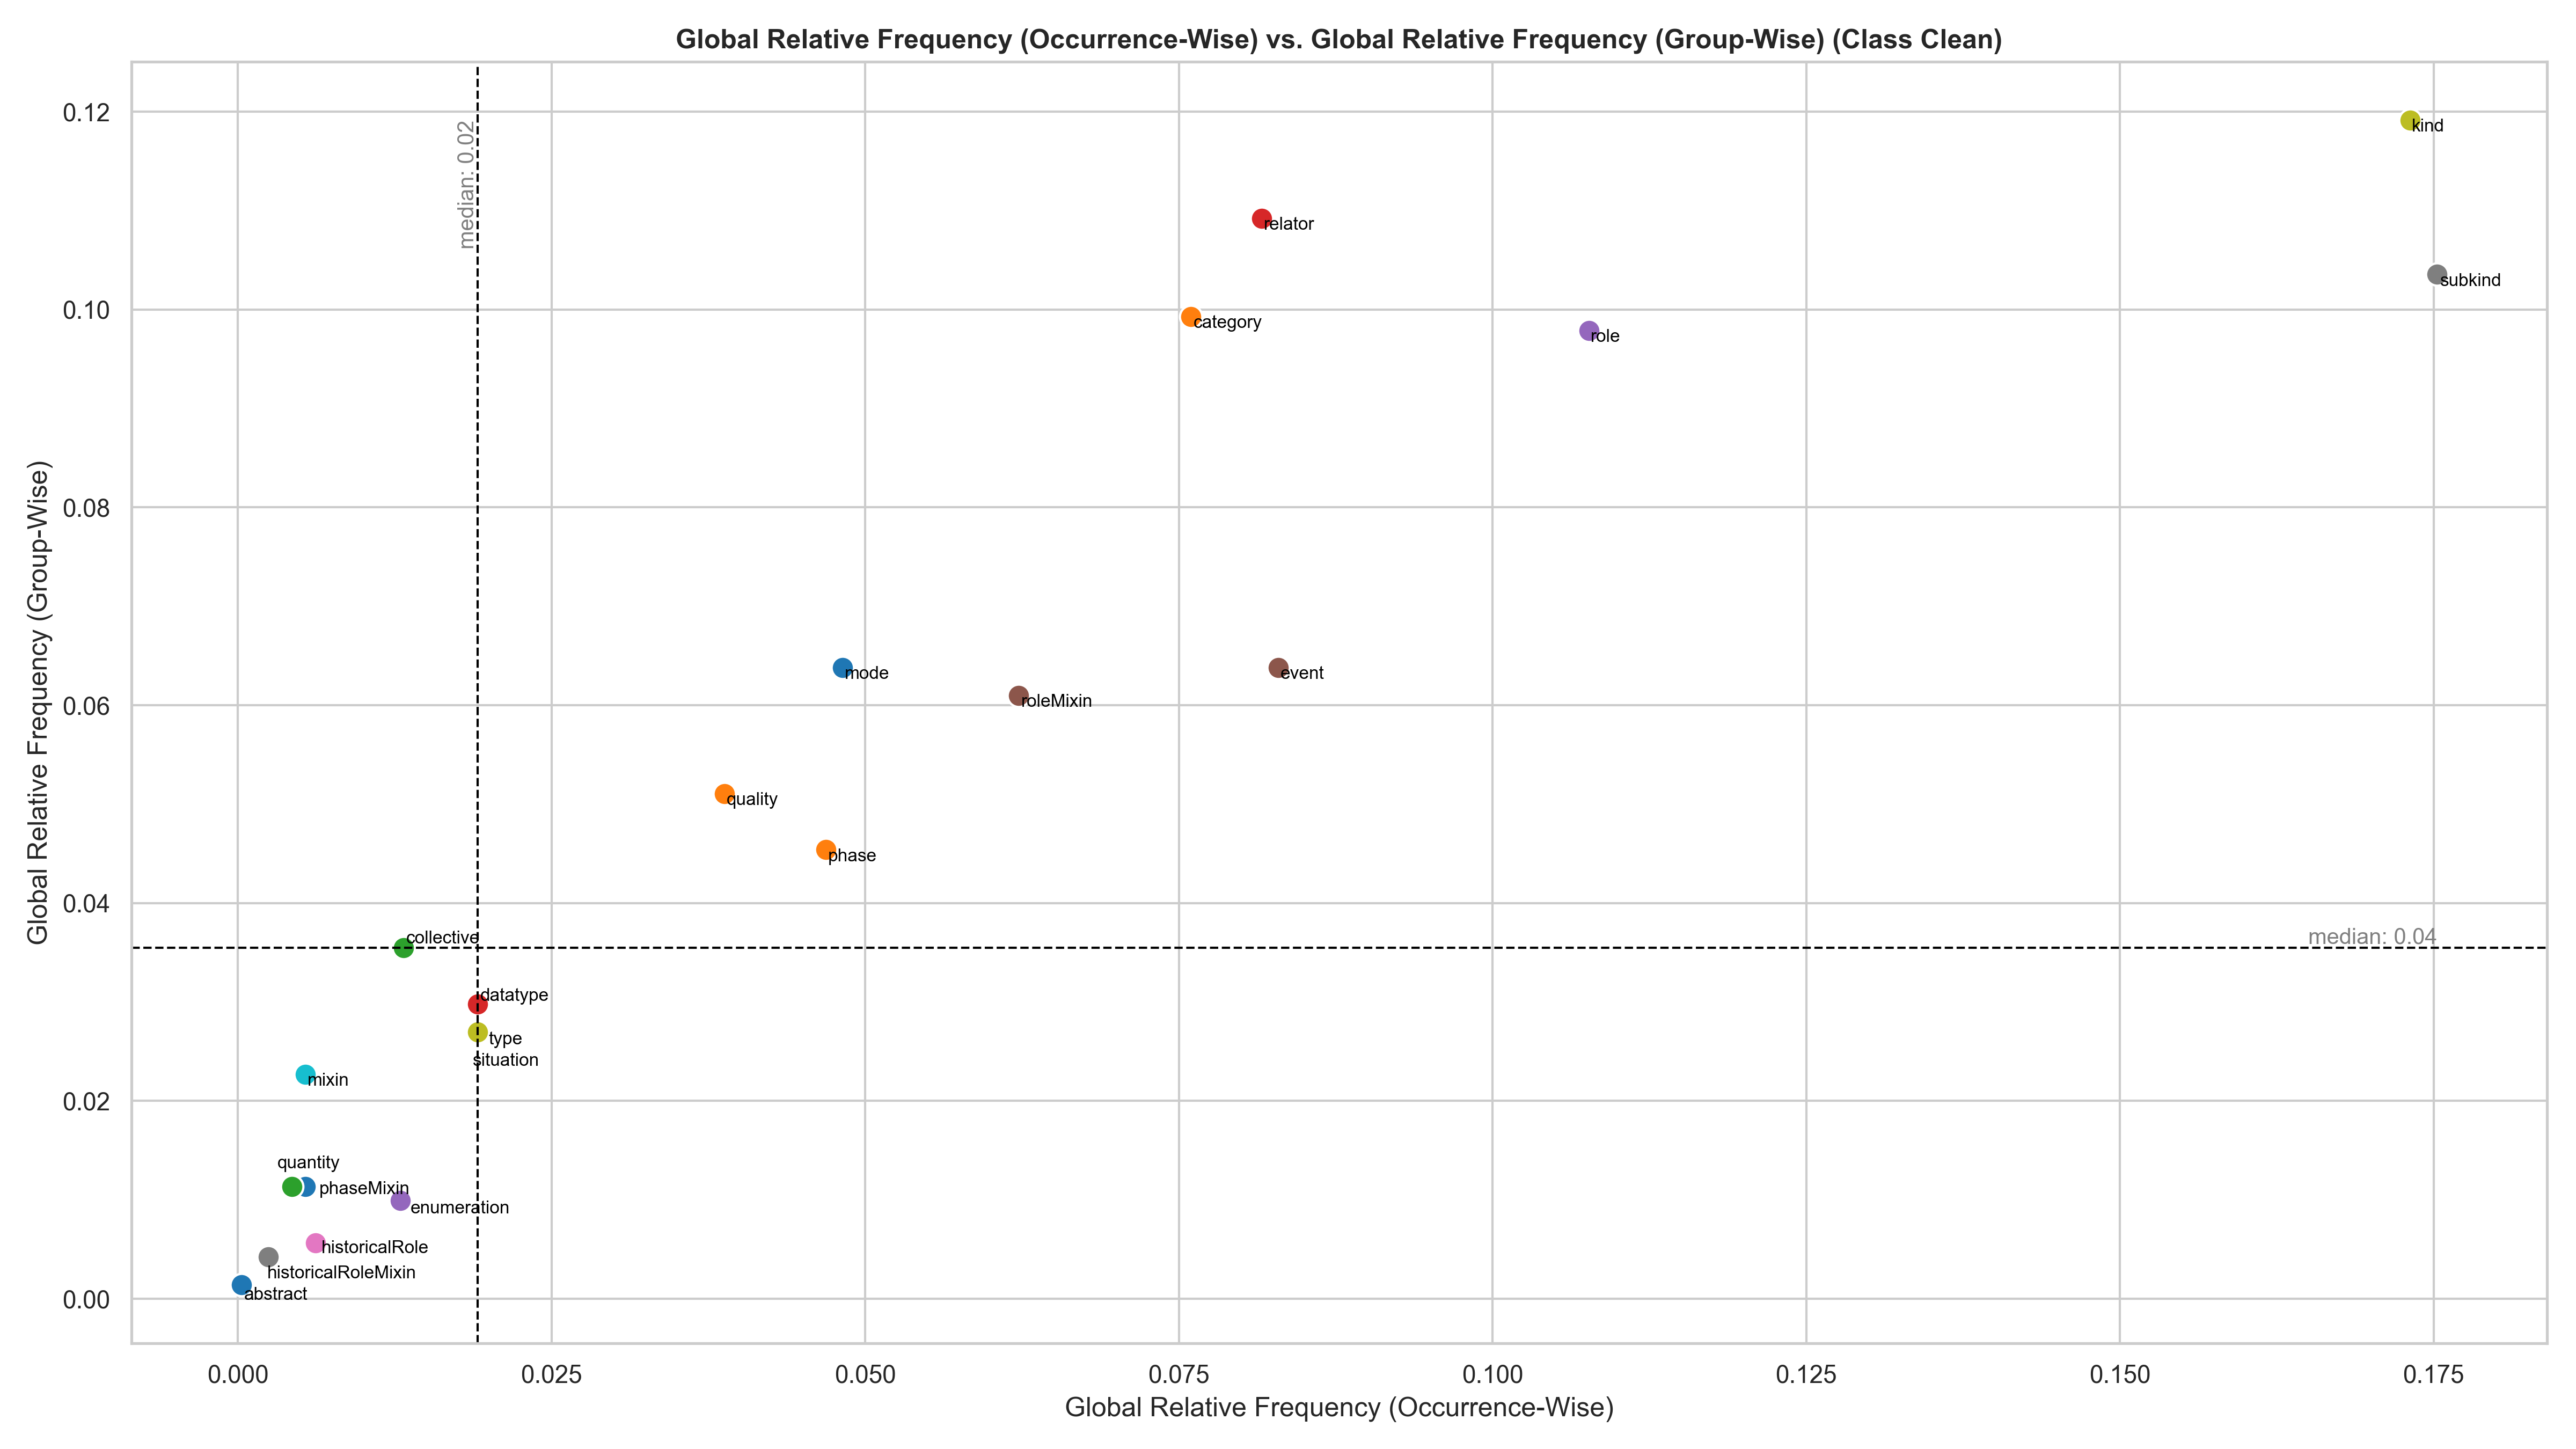 Global Relative Frequency (Occurrence-Wise) vs. Global Relative Frequency (Group-Wise) (Class Clean)
0.12
0.10
0.08
0.06
0.04
0.02
0.00
Global Relative Frequency (Group-Wise)
median: 0.02
kind
relator
subkind
category
role
mode
event
roleMixin
quality
phase
collective
median: 0.04
datatype
type
situation
mixin
quantity
phaseMixin
enumeration
historicalRole
historicalRoleMixin
abstract
0.000
0.025
0.050
0.075
0.100
0.125
0.150
0.175
Global Relative Frequency (Occurrence-Wise)